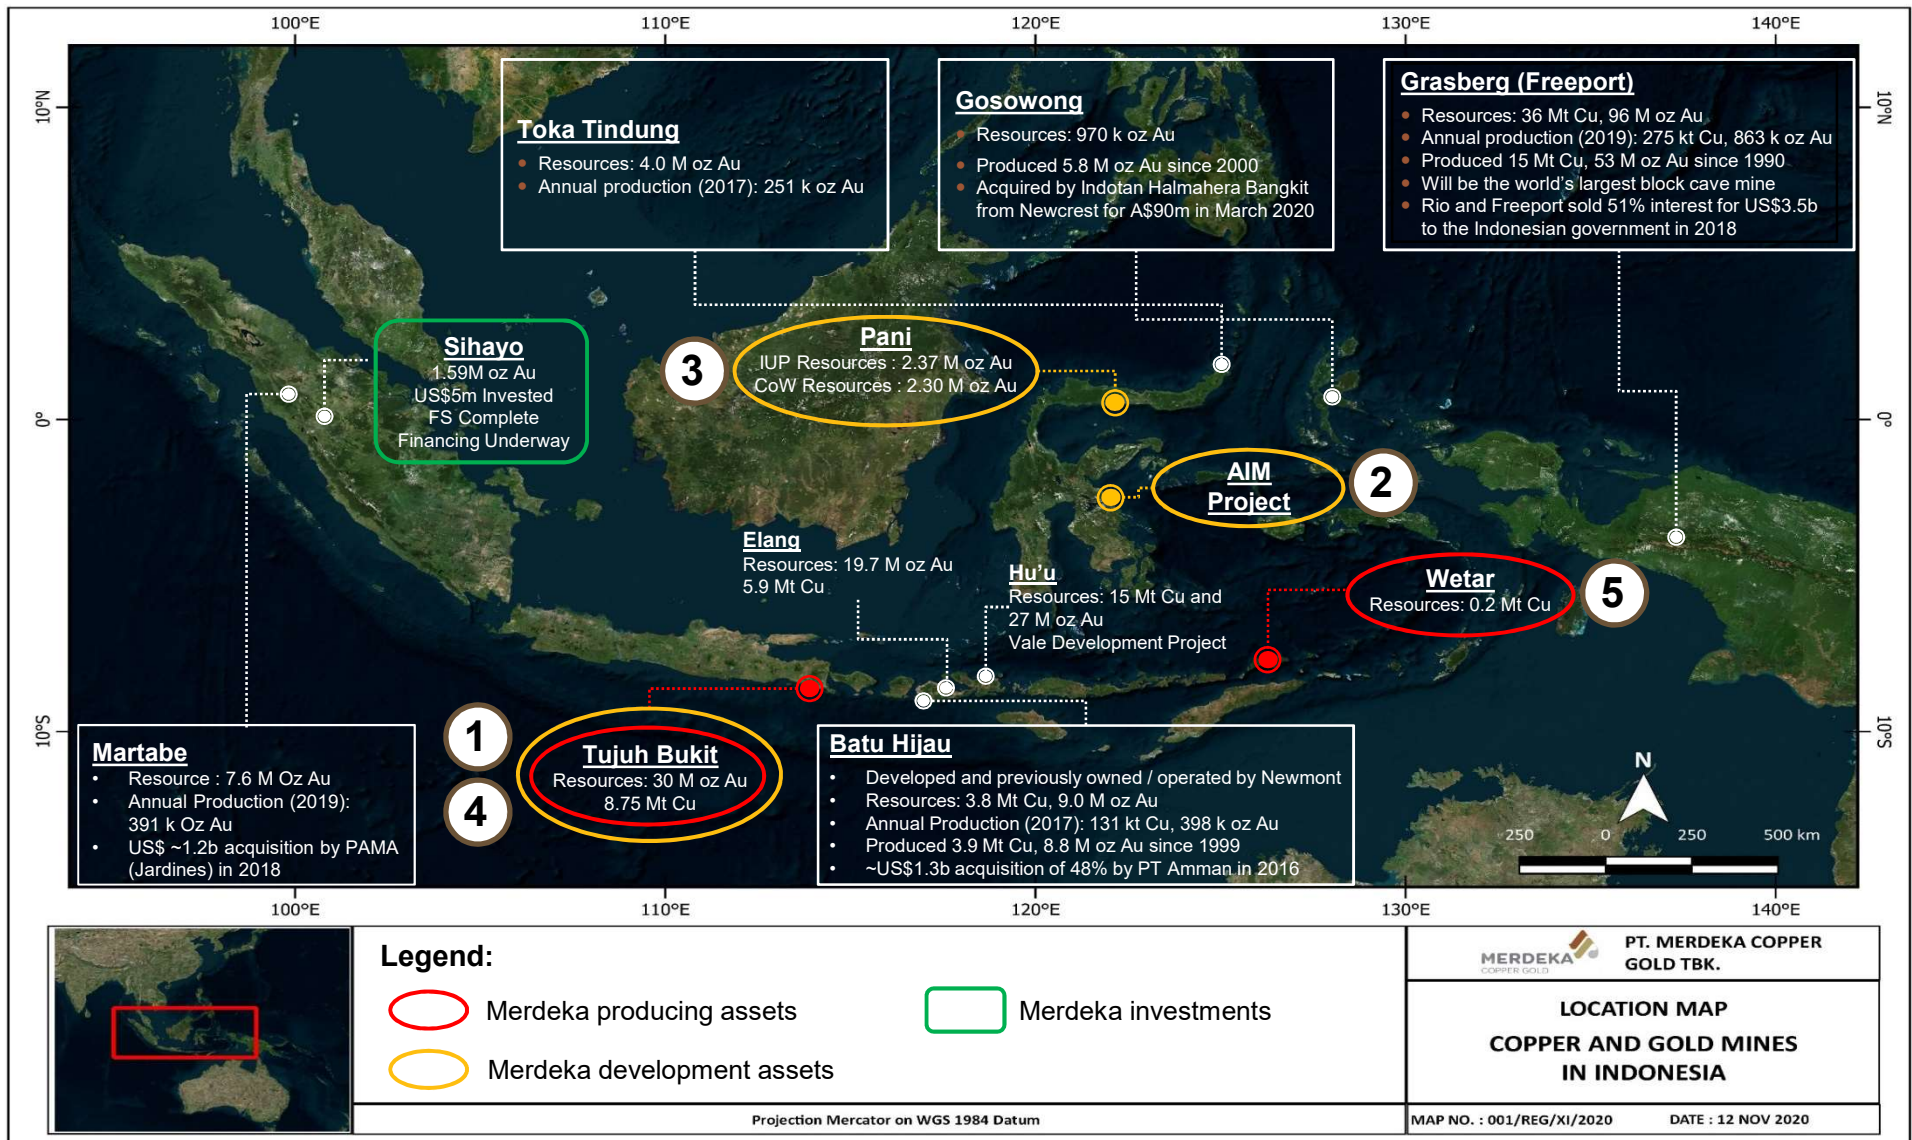 100°E
110°E
120°E
130°E
140°E
10°N
10°N
0°
0°
10°S
10°S
Toka Tindung
• Resources: 4.0 M oz Au
• Annual production (2017): 251 k oz Au
Gosowong
• Resources: 970 k oz Au
• Produced 5.8 M oz Au since 2000
• Acquired by Indotan Halmahera Bangkit
from Newcrest for A$90m in March 2020
Grasberg (Freeport)
• Resources: 36 Mt Cu, 96 M oz Au
• Annual production (2019): 275 kt Cu, 863 k oz Au
• Produced 15 Mt Cu, 53 M oz Au since 1990
• Will be the world's largest block cave mine
• Rio and Freeport sold 51% interest for US$3.5b
to the Indonesian government in 2018
Sihayo
1.59M oz Au
US$5m Invested
FS Complete
Financing Underway
3
Pani
IUP Resources : 2.37 M oz Au
CoW Resources : 2.30 M oz Au
AIM
Project
2
Elang
Resources: 19.7 M oz Au
5.9 Mt Cu
Hu'u
Resources: 15 Mt Cu and
27 M oz Au
Vale Development Project
Wetar
Resources: 0.2 Mt Cu
5
Martabe
• Resource : 7.6 M Oz Au
• Annual Production (2019):
391 k Oz Au
• US$ ~1.2b acquisition by PAMA
(Jardines) in 2018
1
4
Tujuh Bukit
Resources: 30 M oz Au
8.75 Mt Cu
Batu Hijau
• Developed and previously owned / operated by Newmont
• Resources: 3.8 Mt Cu, 9.0 M oz Au
• Annual Production (2017): 131 kt Cu, 398 k oz Au
• Produced 3.9 Mt Cu, 8.8 M oz Au since 1999
• ~US$1.3b acquisition of 48% by PT Amman in 2016
N
250 0 250 500 km
100°E
110°E
120°E
130°E
140°E
Legend:
Merdeka producing assets
Merdeka investments
Merdeka development assets
Projection Mercator on WGS 1984 Datum
MERDEKA
COPPER GOLD
PT. MERDEKA COPPER
GOLD TBK.
LOCATION MAP
COPPER AND GOLD MINES
IN INDONESIA
MAP NO. : 001/REG/XI/2020
DATE : 12 NOV 2020